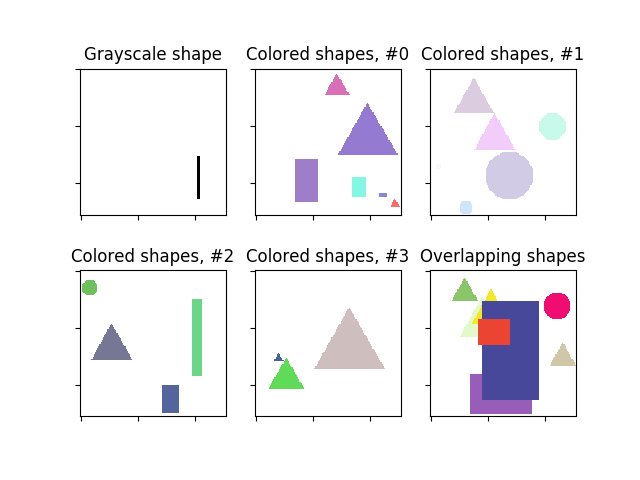 Grayscale shape
Colored shapes, #0
Colored shapes, #1
Colored shapes, #2
Colored shapes, #3
Overlapping shapes